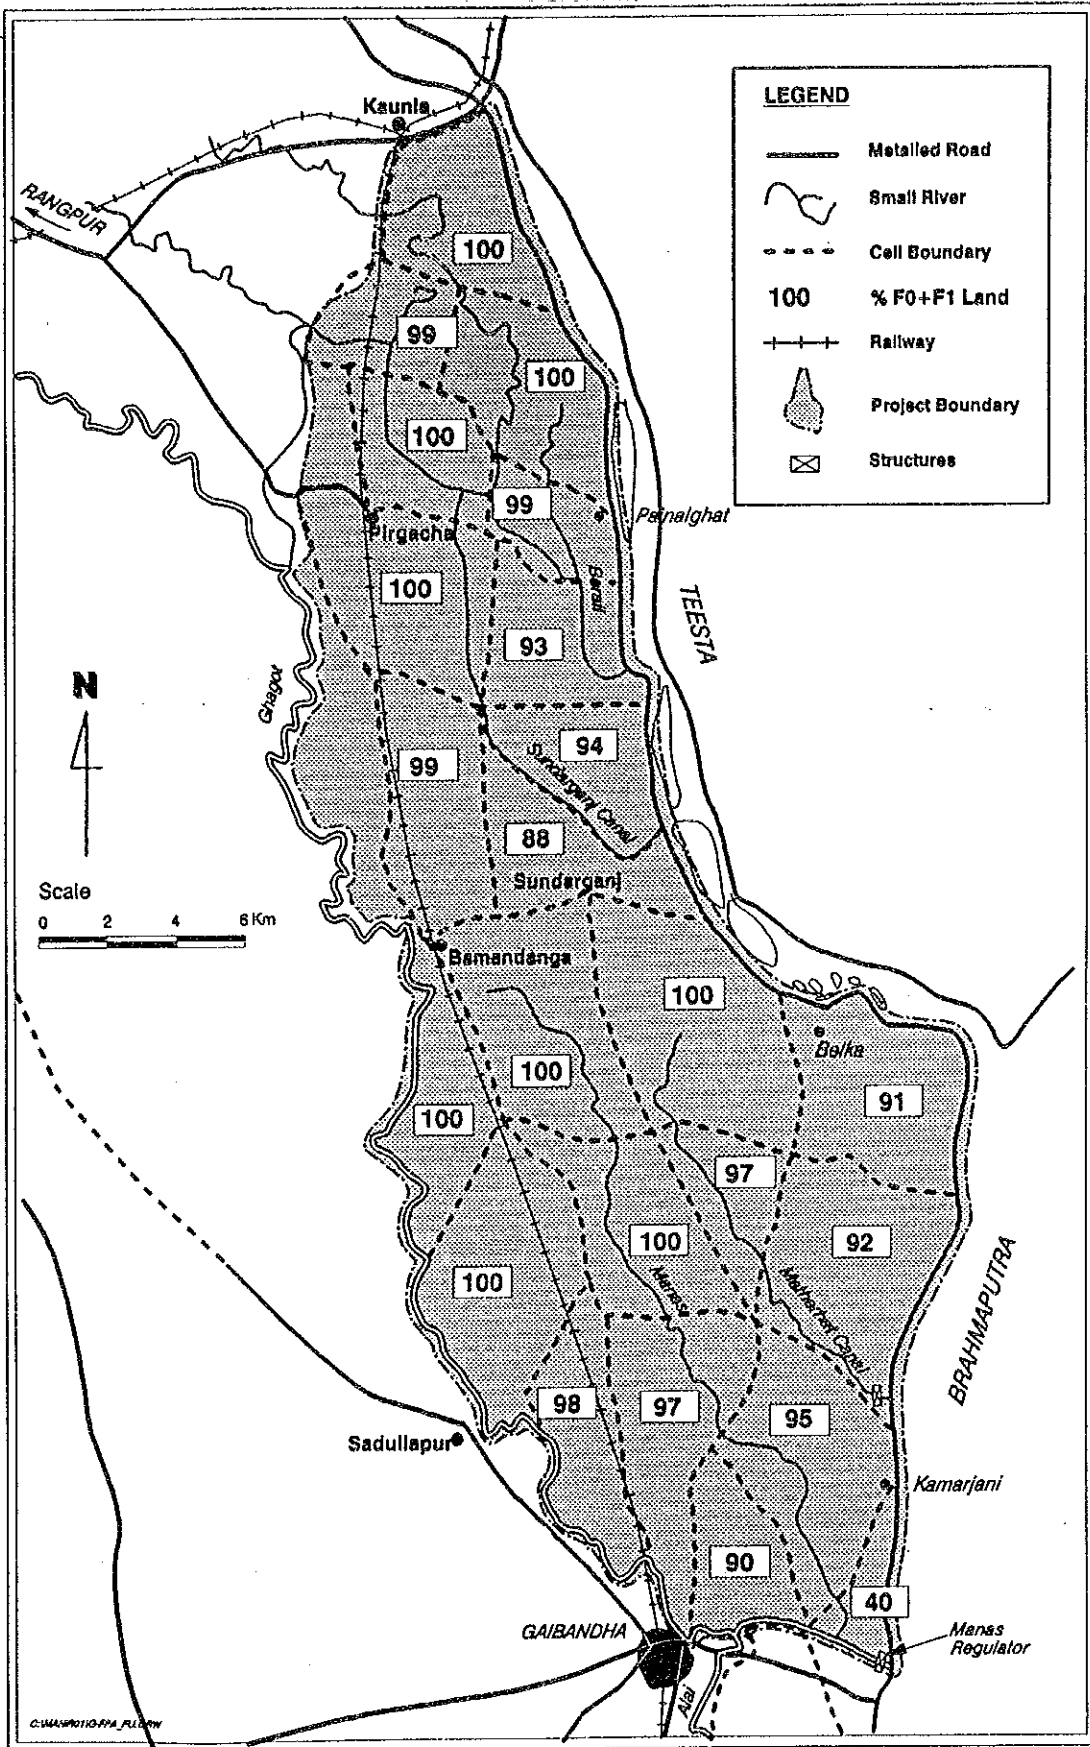 LEGEND
Metalled Road
Small River
Cell Boundary
100 % F0+F1 Land
Railway
Project Boundary
Structures
Kaunia
RANGPUR
100
99
100
100
99
Painalghat
Pirgacha
100
Barail
93
TEESTA
Ghagot
N
99
94
Sundarganj Canal
88
Sundarganj
Scale
0 2 4 6 Km
Bamandanga
100
Belka
100
91
100
97
100
92
100
Manas
Matherhat Canal
BRAHMAPUTRA
98
97
95
Sadullapur
Kamarjani
90
40
GAIBANDHA
Manas
Regulator
Alai